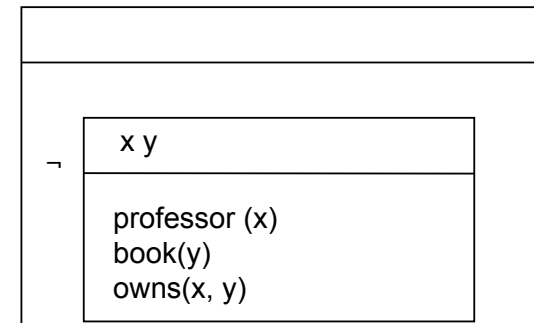 x y
¬
professor (x)
book(y)
owns(x, y)